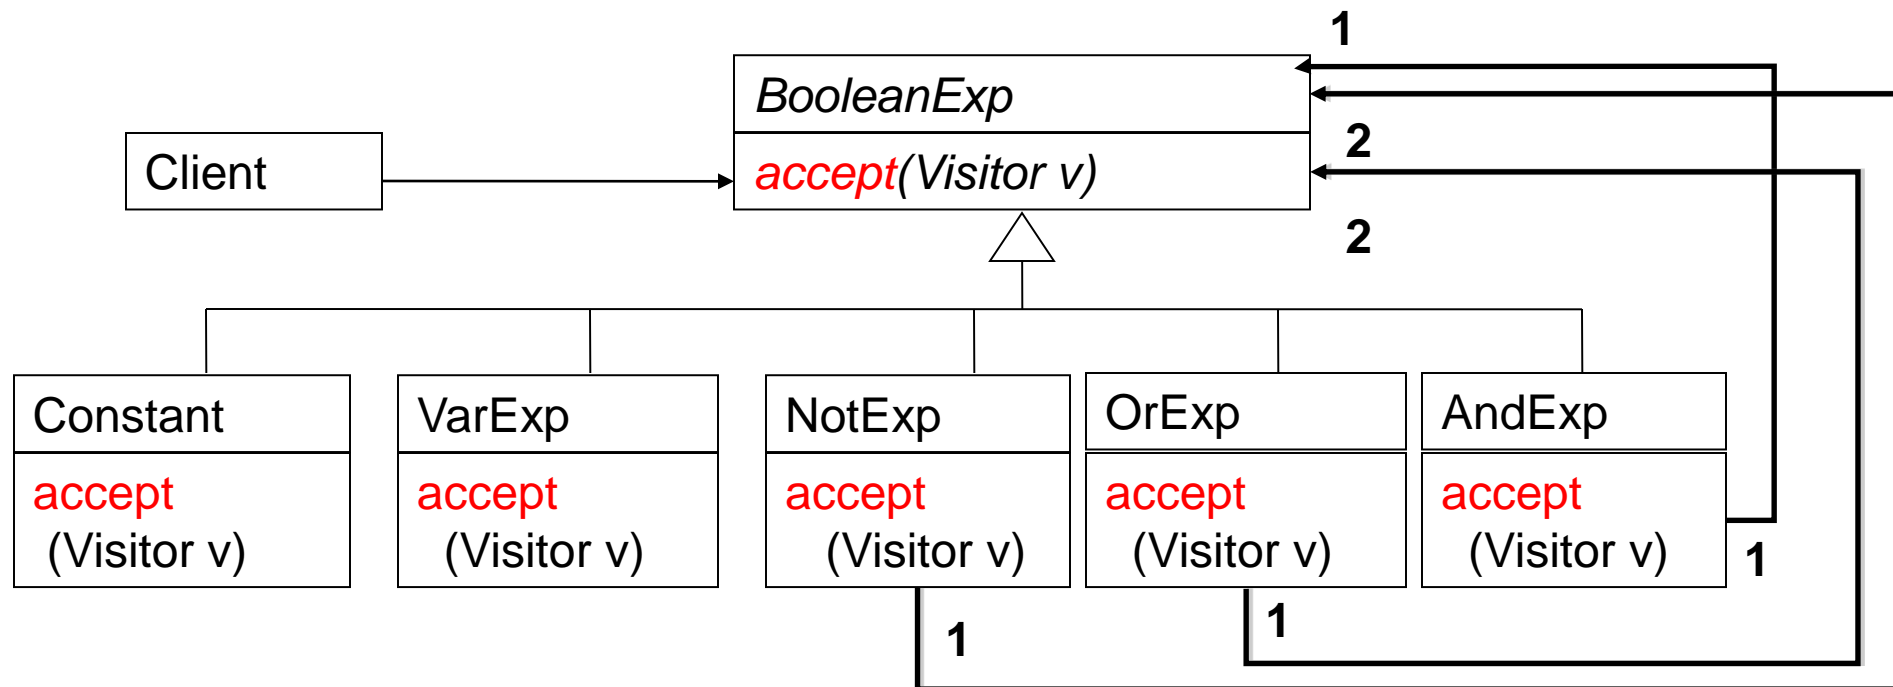 1
BooleanExp
2
Client
accept(Visitor v)
2
Constant
VarExp
NotExp
OrExp
AndExp
accept
(Visitor v)
accept
(Visitor v)
accept
(Visitor v)
accept
(Visitor v)
accept
(Visitor v)
1
1
1